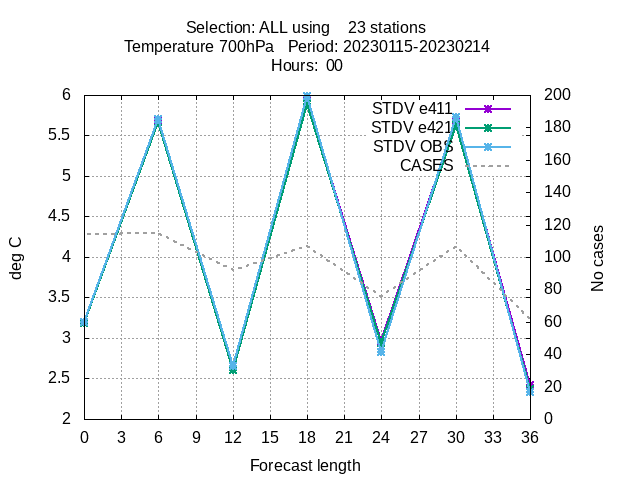 Selection: ALL using 23 stations
Temperature 700hPa Period: 20230115-20230214
Hours: 00
STDV e411
STDV e421
STDV OBS
CASES
6
5.5
5
4.5
4
3.5
3
2.5
2
200
180
160
140
120
100
80
60
40
20
0
deg C
No cases
0 3 6 9 12 15 18 21 24 27 30 33 36
Forecast length